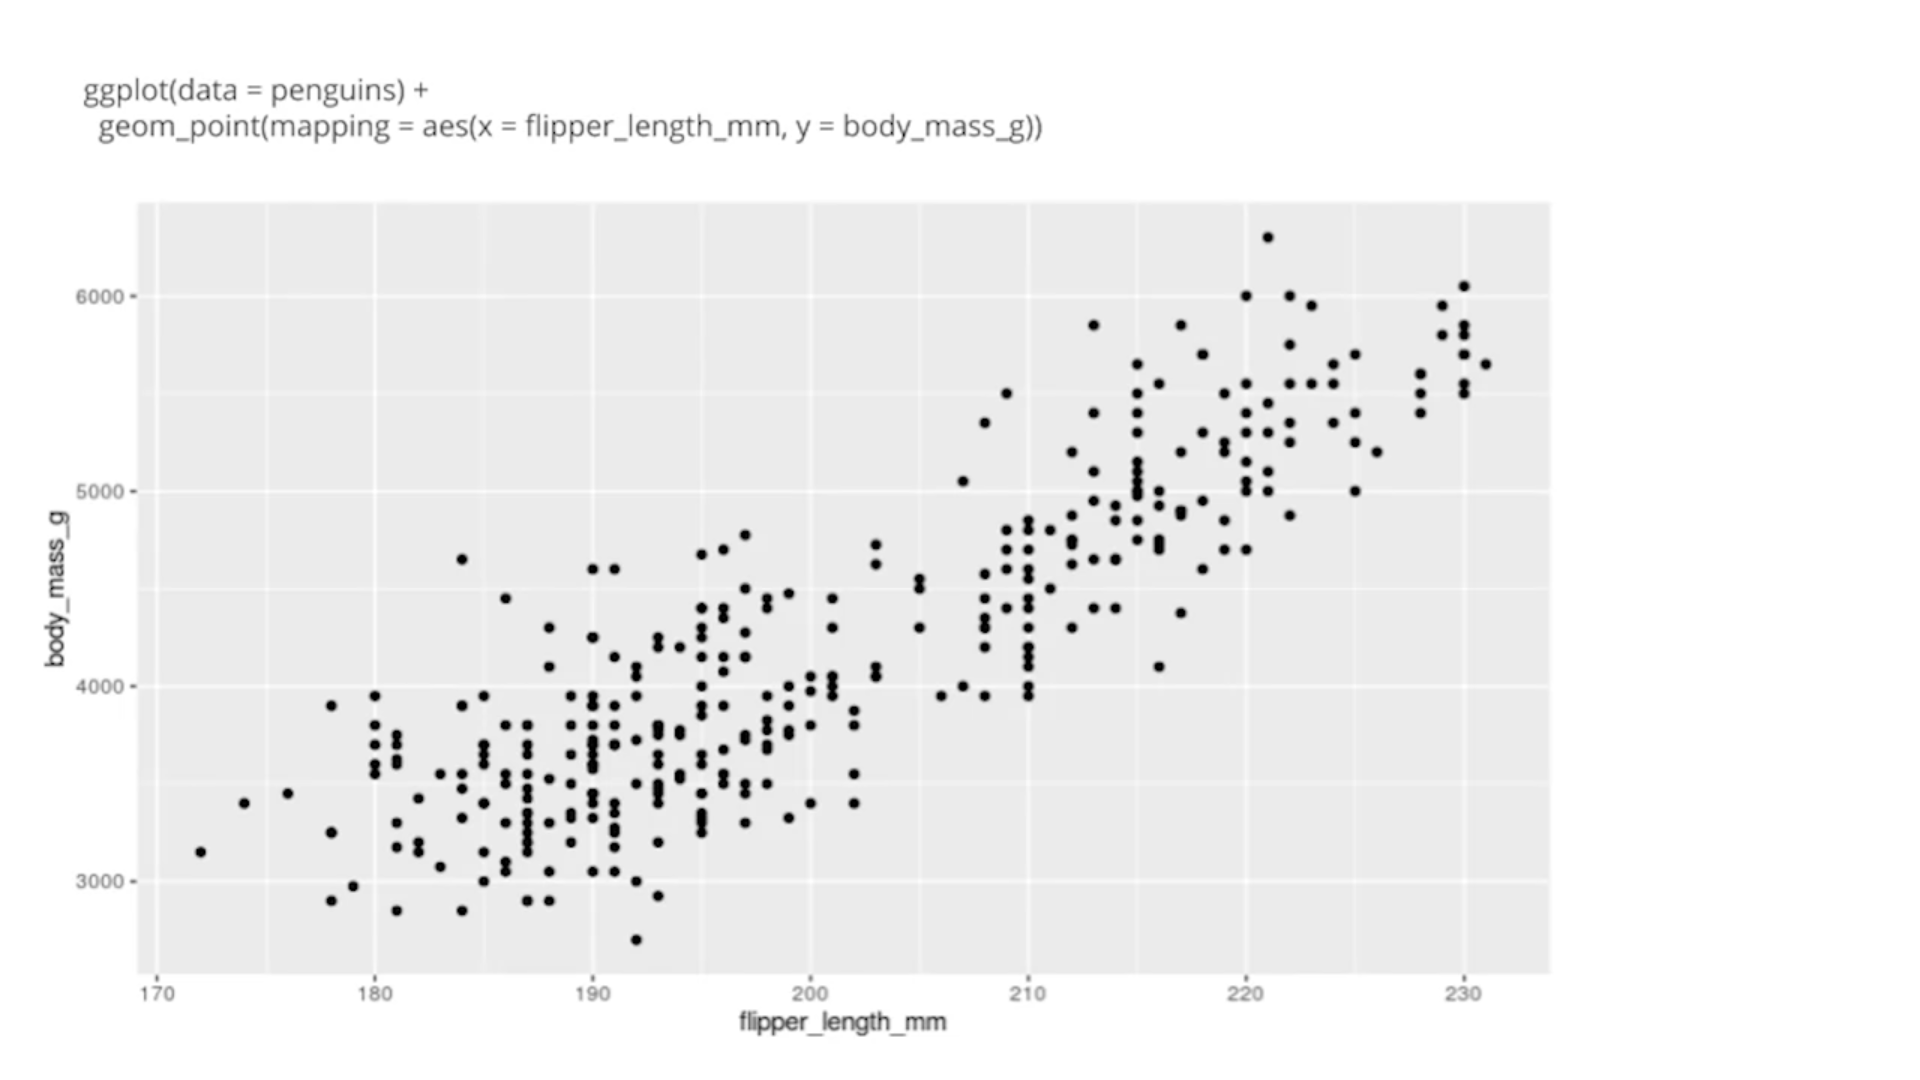 ggplot(data = penguins) +
geom_point(mapping = aes(x = flipper_length_mm, y = body_mass_g))
6000
5000
4000
3000
body_mass_g
170 180 190 200 210 220 230
flipper_length_mm